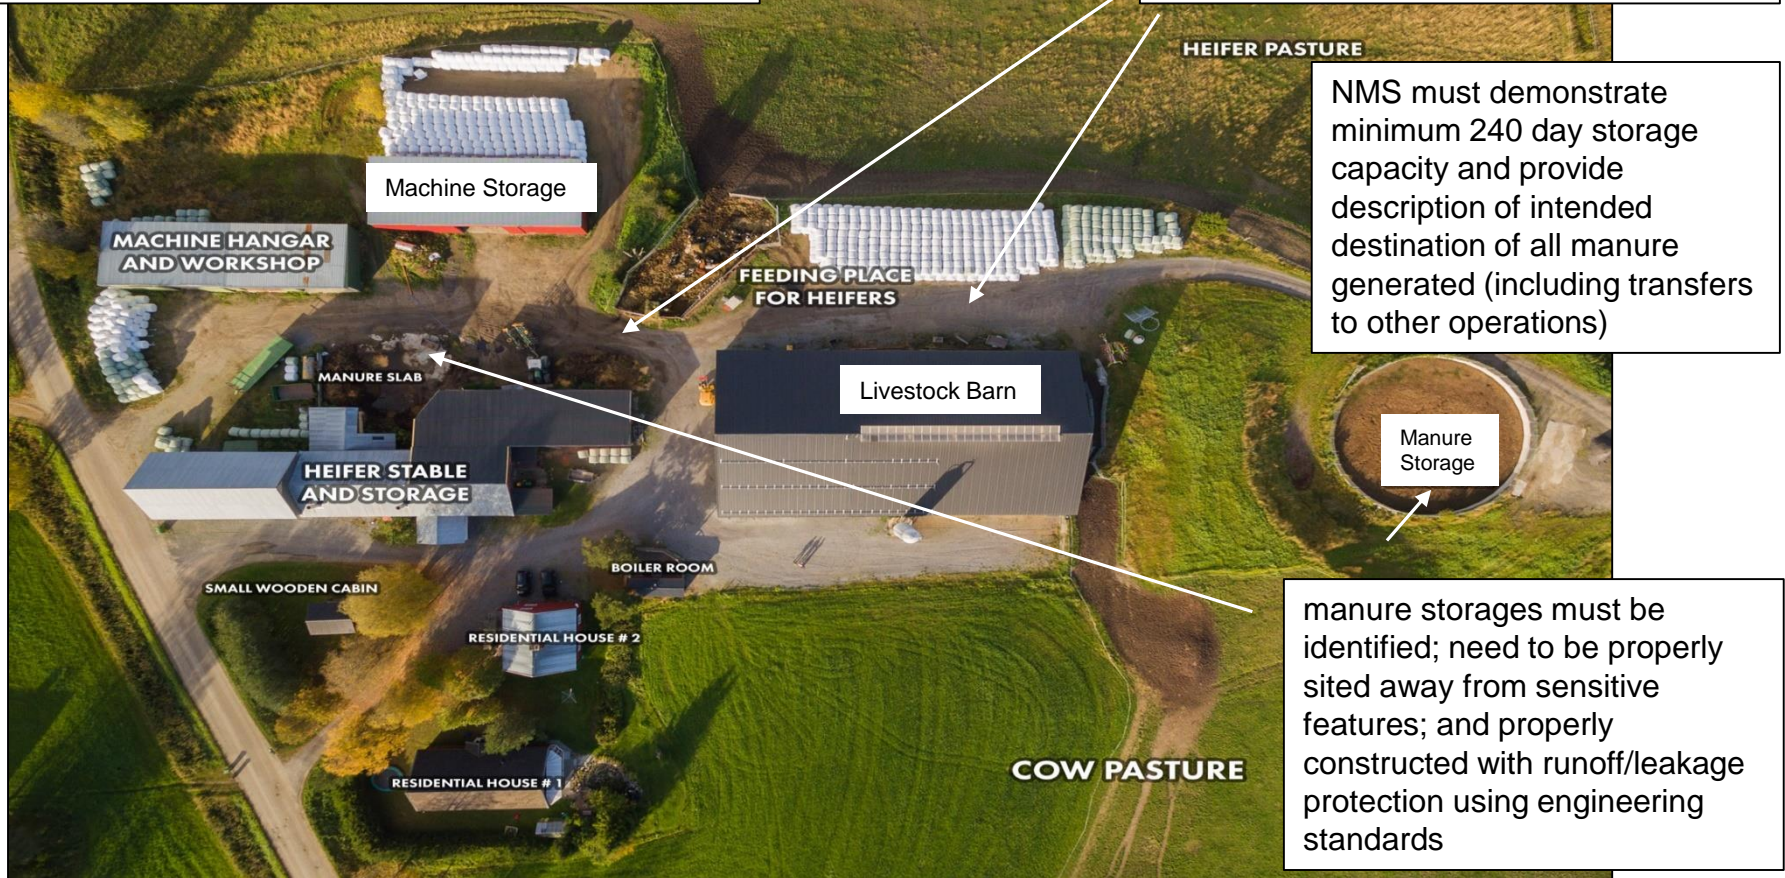 HEIFER PASTURE
NMS must demonstrate
minimum 240 day storage
capacity and provide
description of intended
destination of all manure
generated (including transfers
to other operations)
Machine Storage
MACHINE HANGAR
AND WORKSHOP
FEEDING PLACE
FOR HEIFERS
MANURE SLAB
Livestock Barn
Manure
Storage
HEIFER STABLE
AND STORAGE
BOILER ROOM
SMALL WOODEN CABIN
RESIDENTIAL HOUSE # 2
manure storages must be
identified; need to be properly
sited away from sensitive
features; and properly
constructed with runoff/leakage
protection using engineering
standards
COW PASTURE
RESIDENTIAL HOUSE # 1